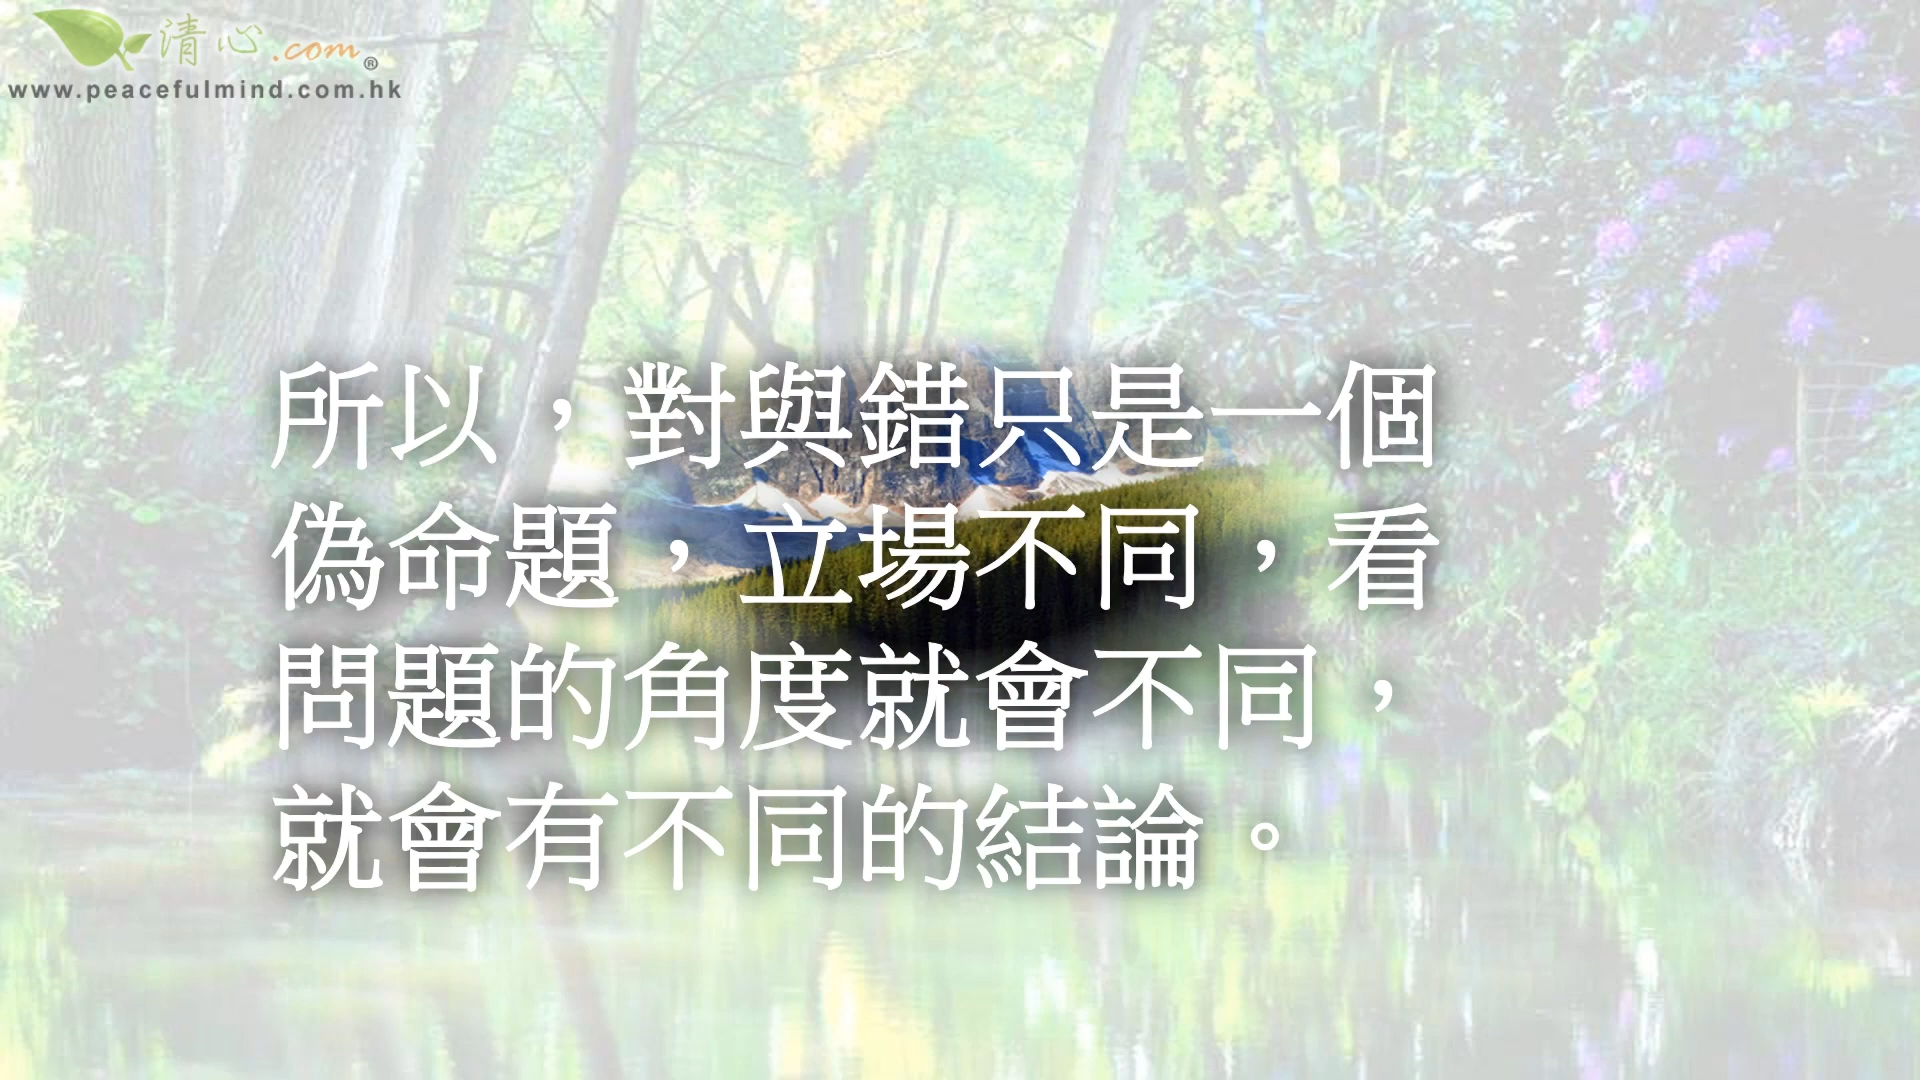 清心.com®
www.peacefulmind.com.hk
所以，對與錯只是一個
偽命題，立場不同，看
問題的角度就會不同，
就會有不同的結論。